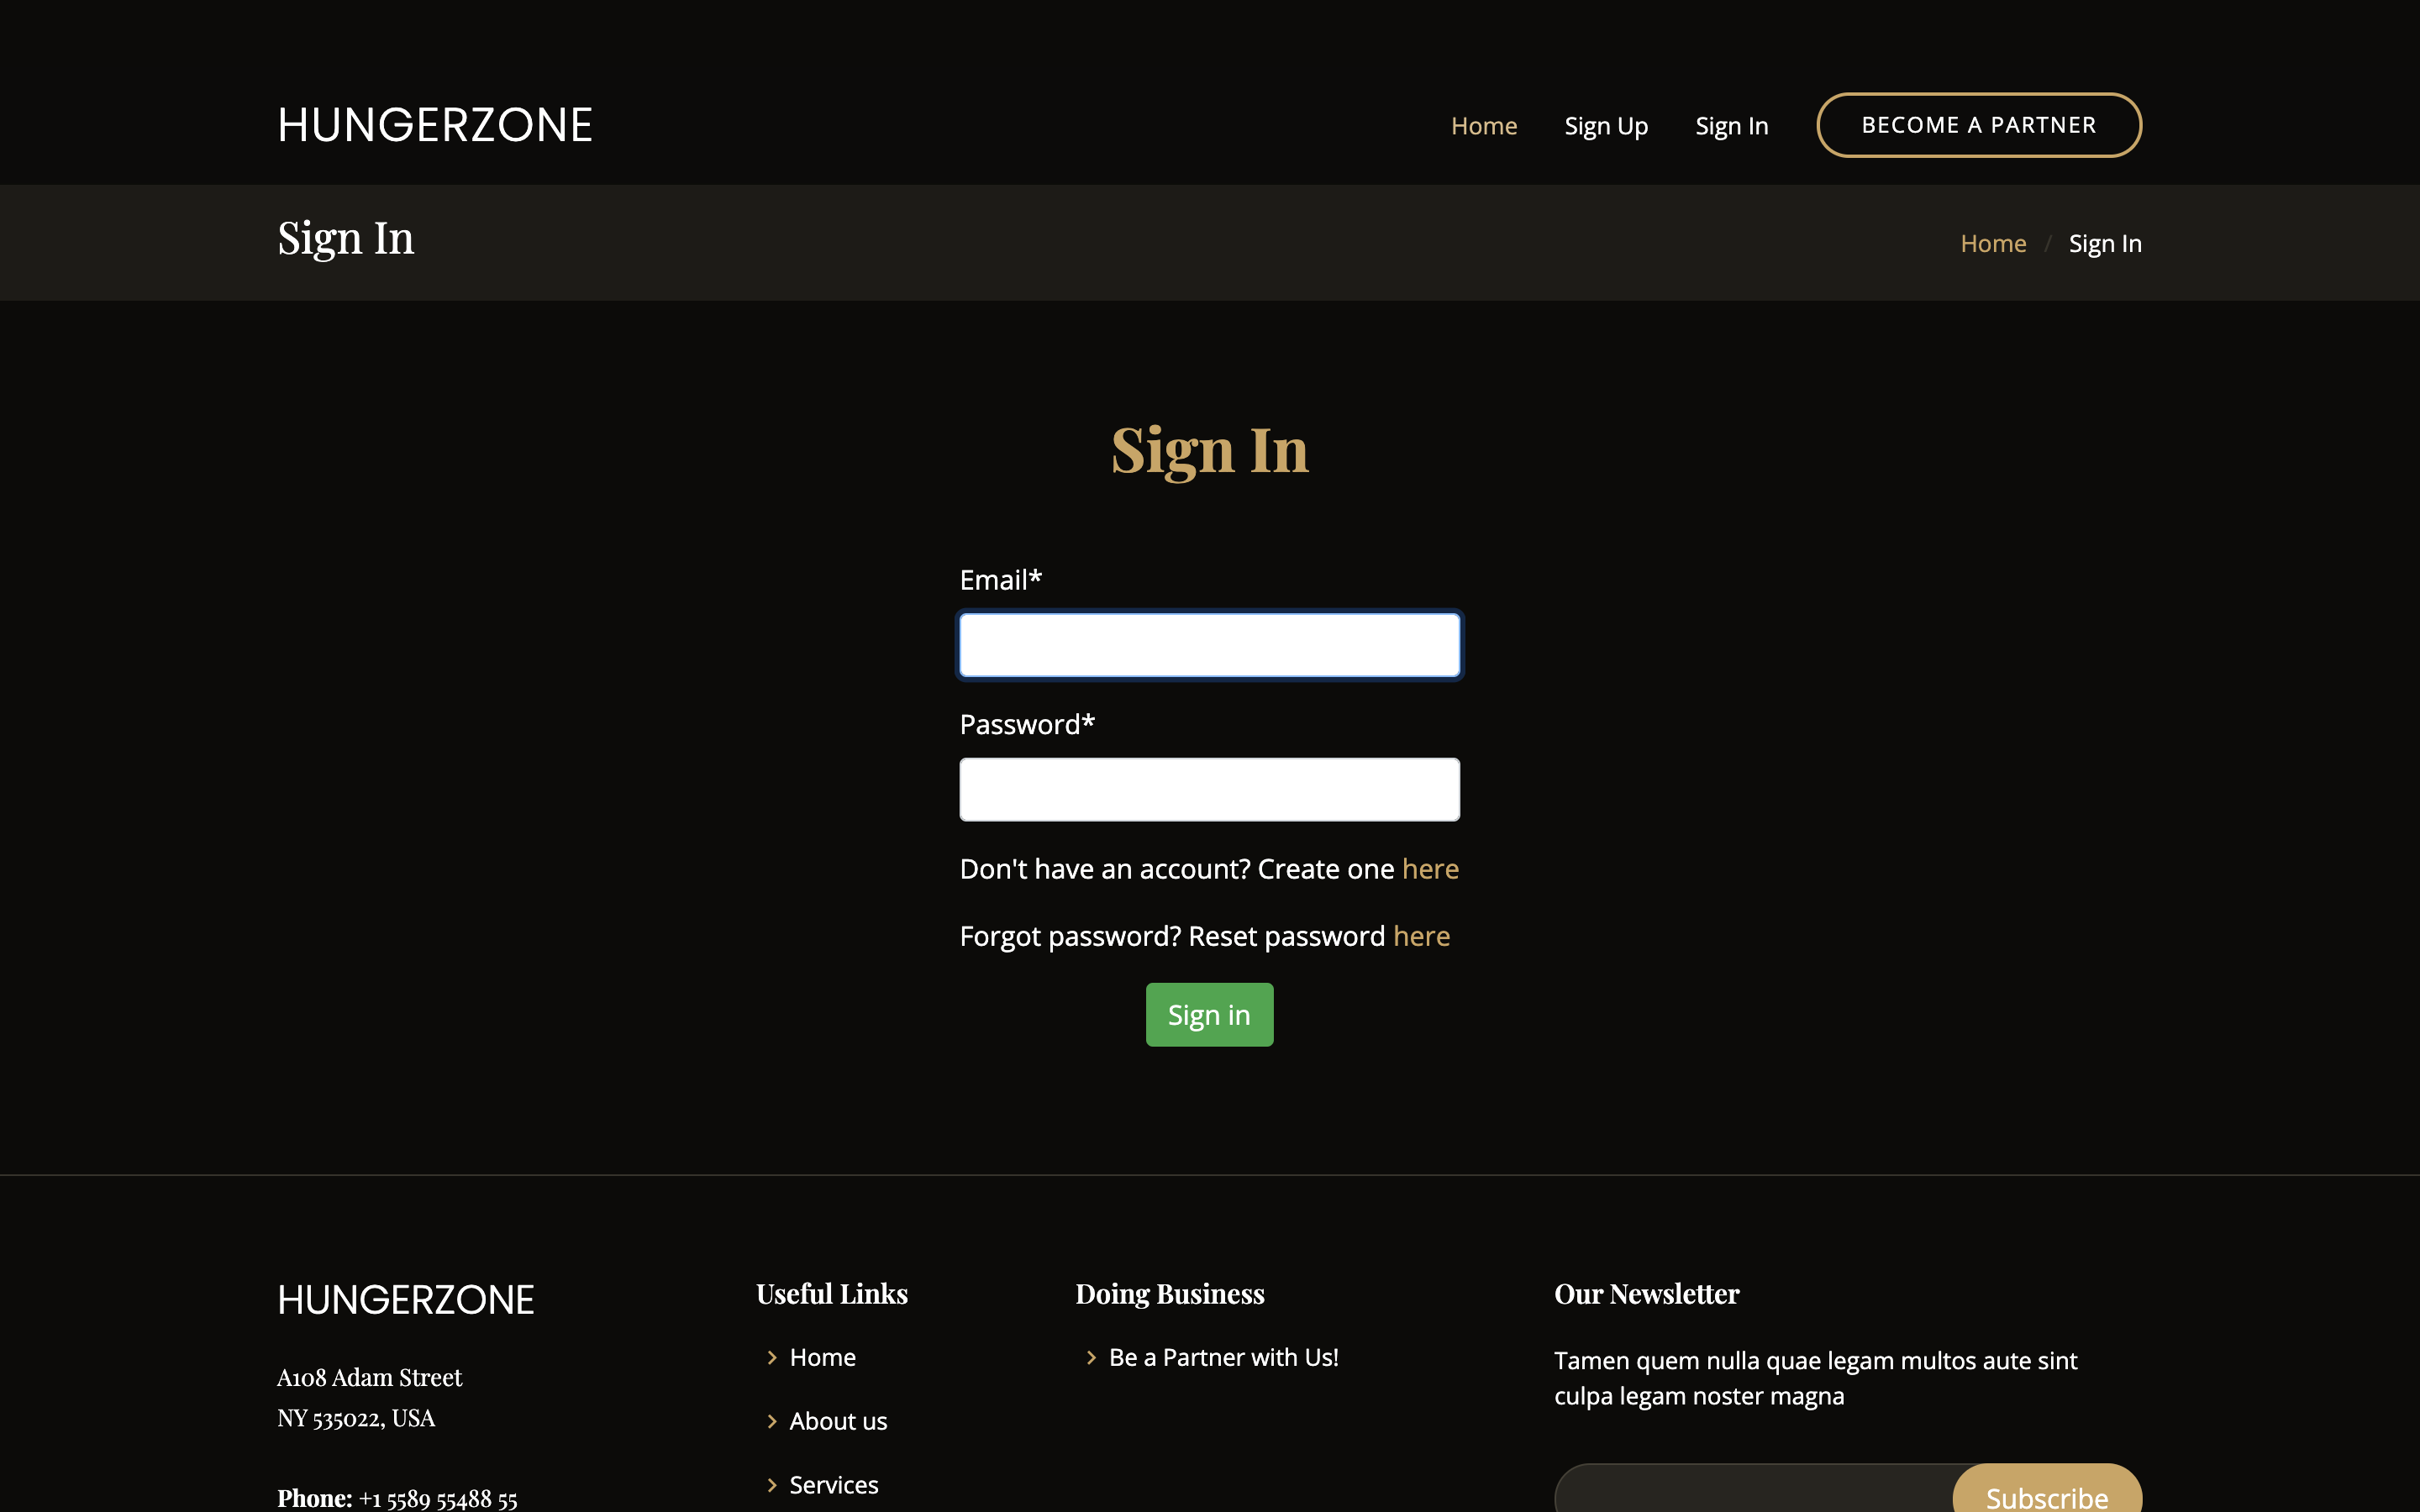 HUNGERZONE
Home Sign Up Sign In BECOME A PARTNER
Sign In
Home / Sign In
Sign In
Email*
Password*
Don't have an account? Create one here
Forgot password? Reset password here
Sign in
HUNGERZONE
A108 Adam Street
NY 535022, USA
Phone: +1 5589 55488 55
Useful Links
Home
About us
Services
Doing Business
Be a Partner with Us!
Our Newsletter
Tamen quem nulla quae legam multos aute sint
culpa legam noster magna
Subscribe